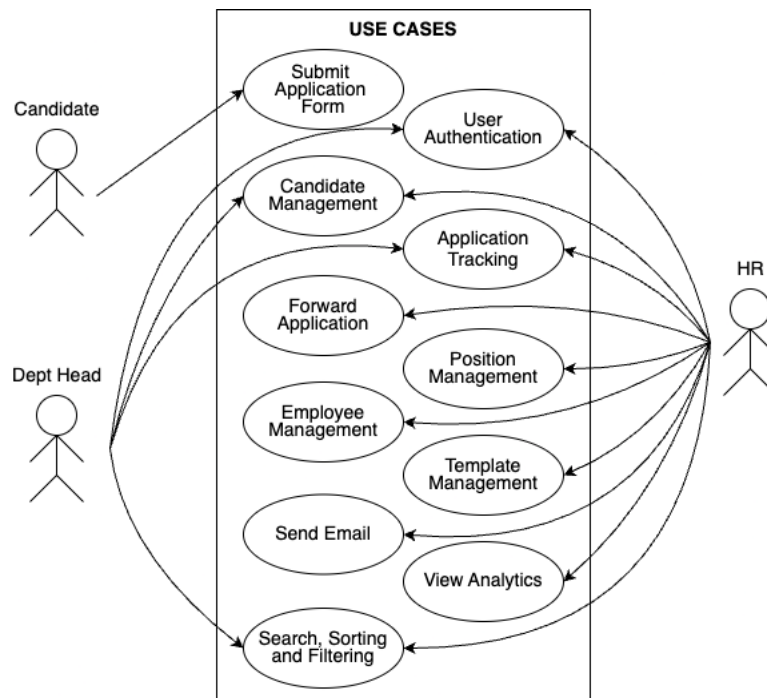 USE CASES
Submit
Application
Form
Candidate
User
Authentication
Candidate
Management
Application
Tracking
HR
Forward
Application
Position
Management
Dept Head
Employee
Management
Template
Management
Send Email
View Analytics
Search, Sorting
and Filtering